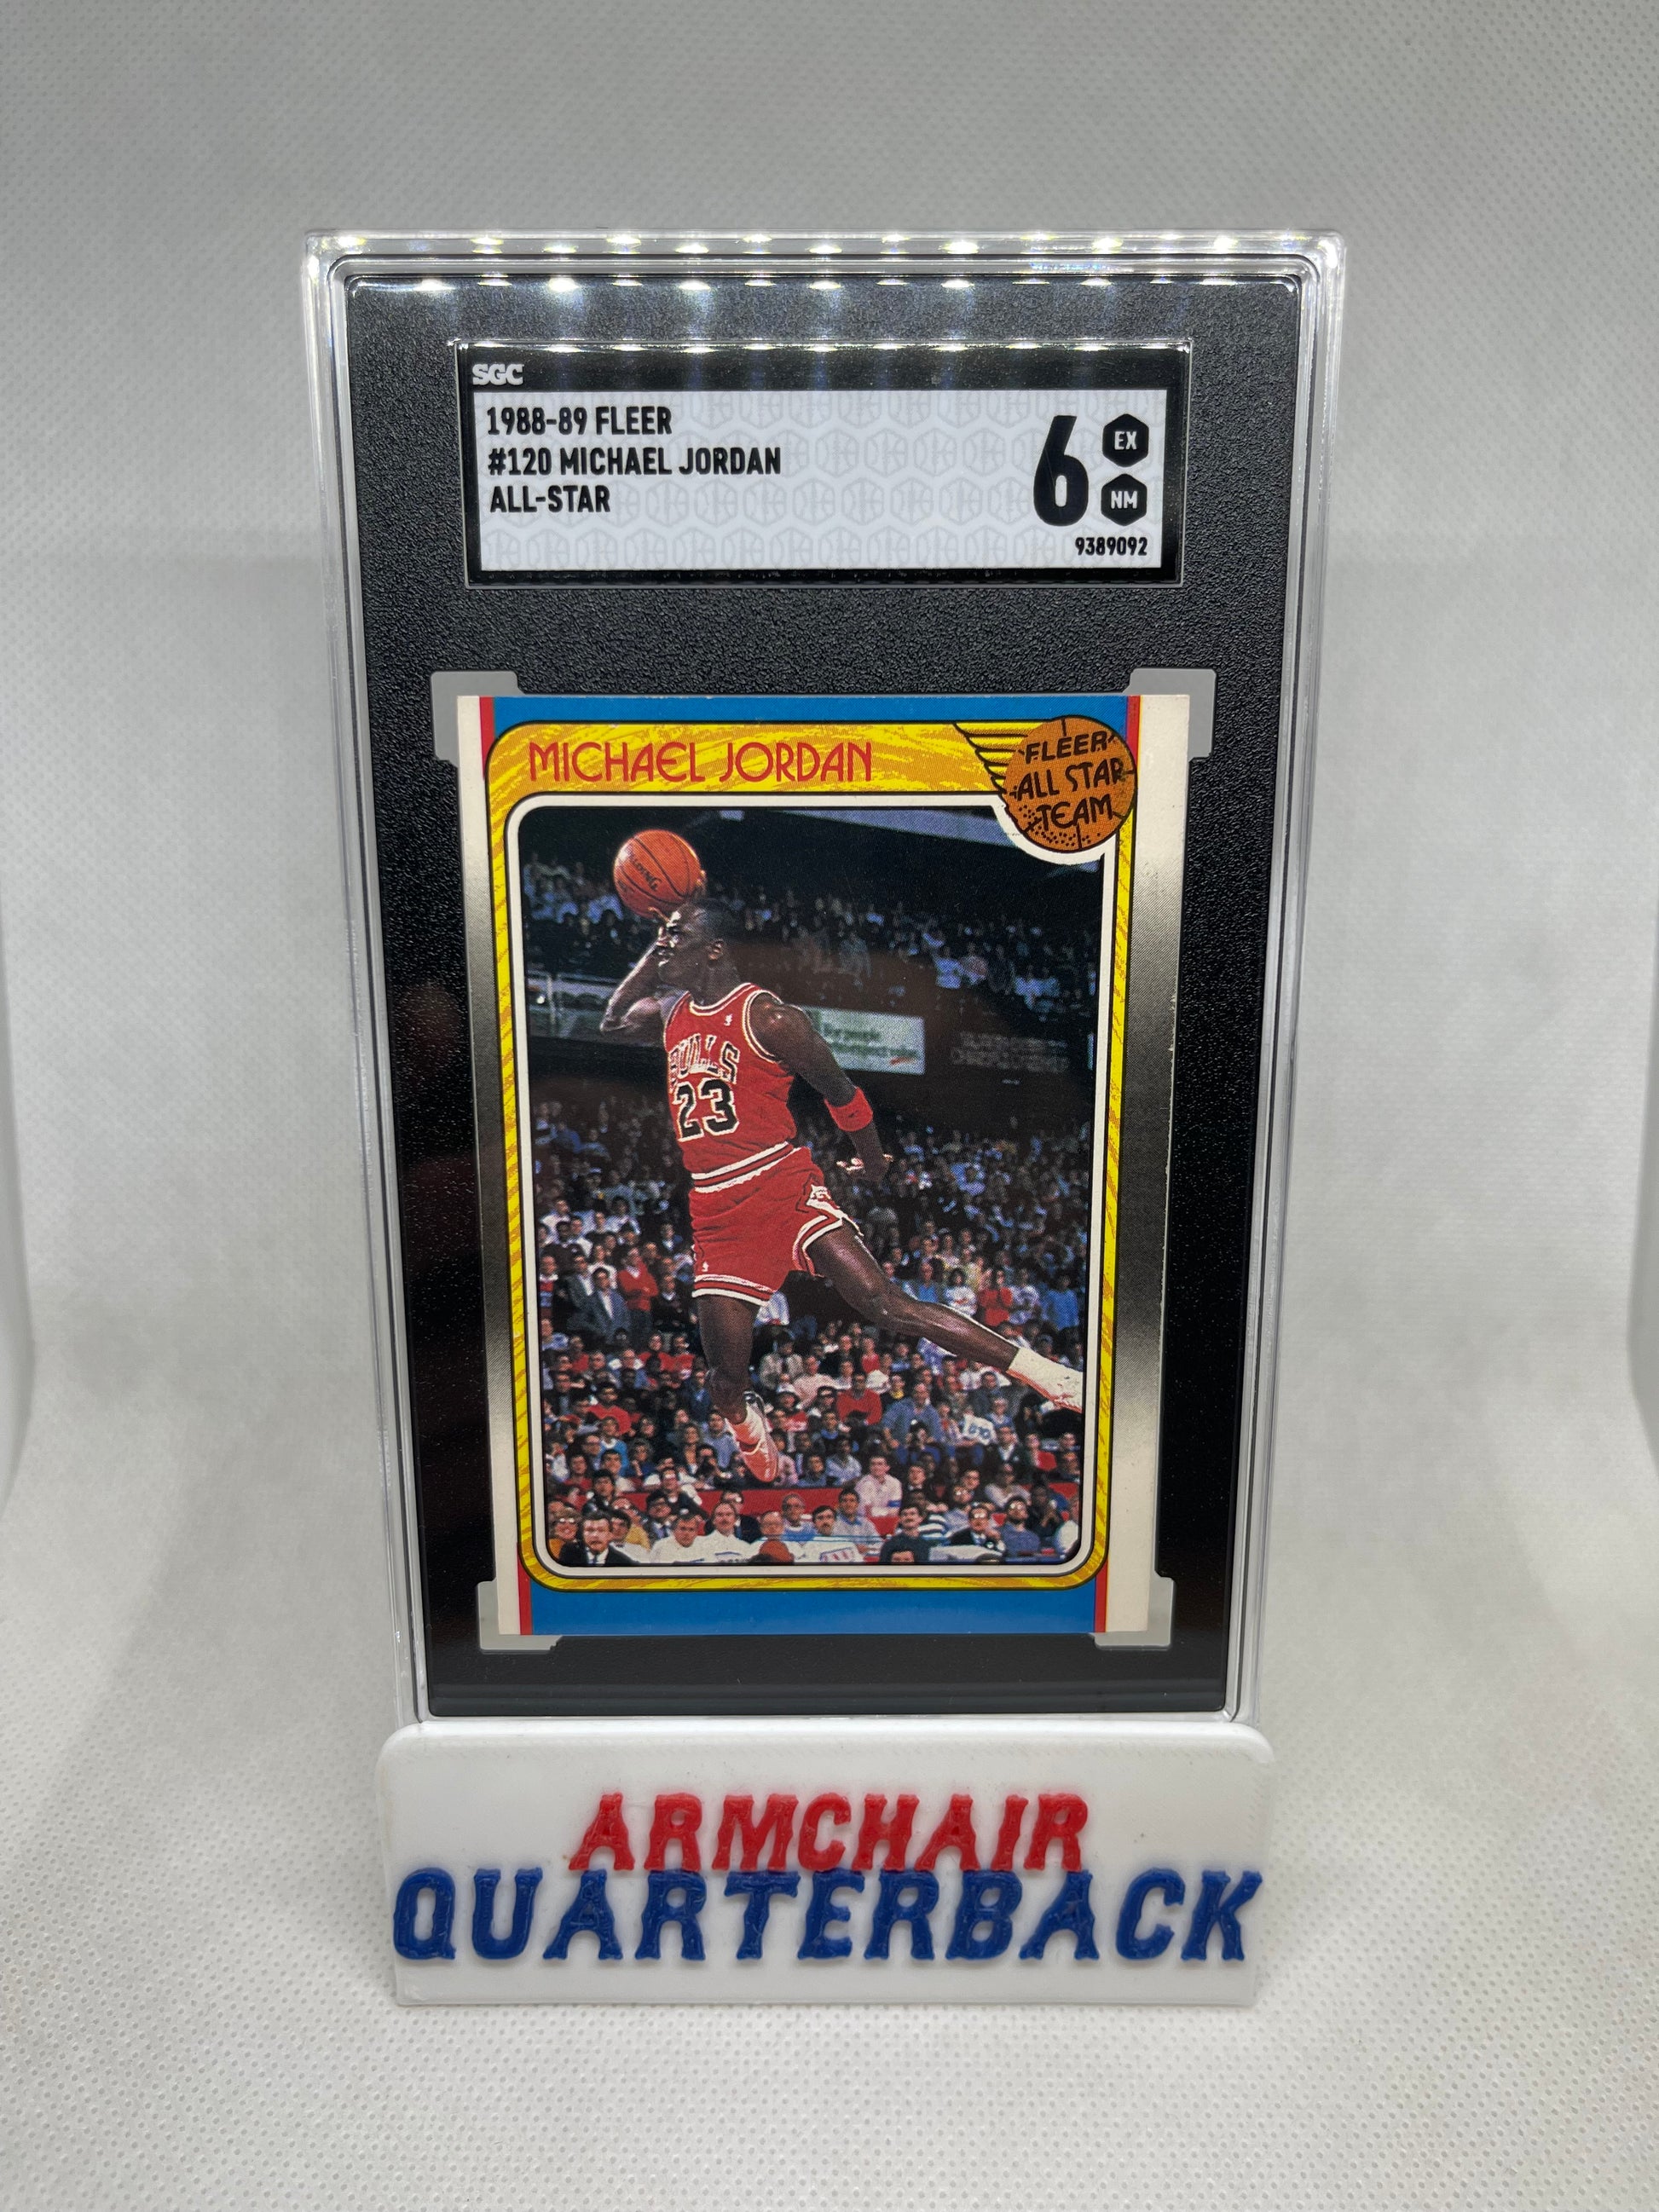 SGC
1988-89 FLEER
#120 MICHAEL JORDAN
ALL-STAR
6
EX
NM
9389092
MICHAEL JORDAN
FLEER
ALL STAR
TEAM
SPALDING
BULLS
23
ARMCHAIR
QUARTERBACK